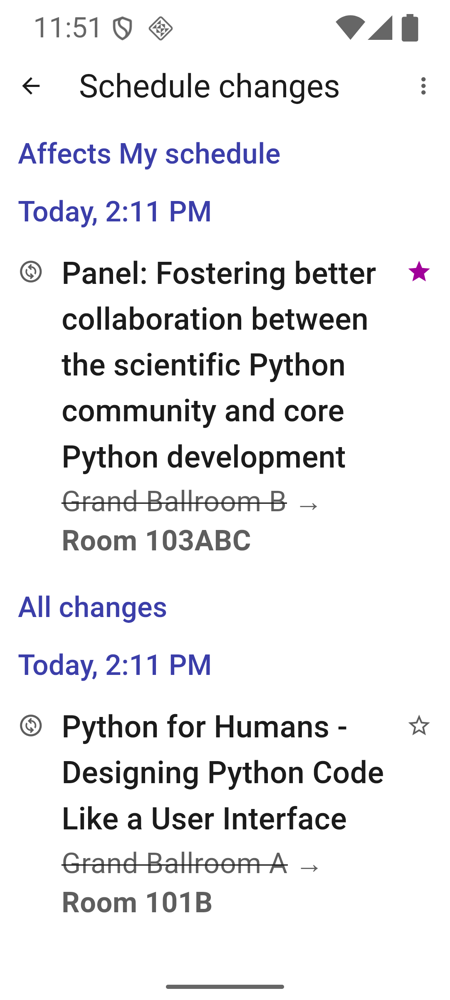 11:51
Schedule changes
Affects My schedule
Today, 2:11 PM
Panel: Fostering better
collaboration between
the scientific Python
community and core
Python development
Grand Ballroom B →
Room 103ABC
All changes
Today, 2:11 PM
Python for Humans -
Designing Python Code
Like a User Interface
Grand Ballroom A →
Room 101B